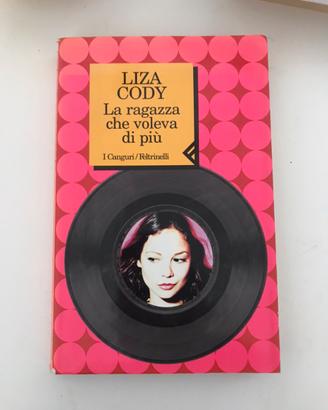 LIZA
CODY
La ragazza
che voleva
di più
I Canguri/Feltrinelli